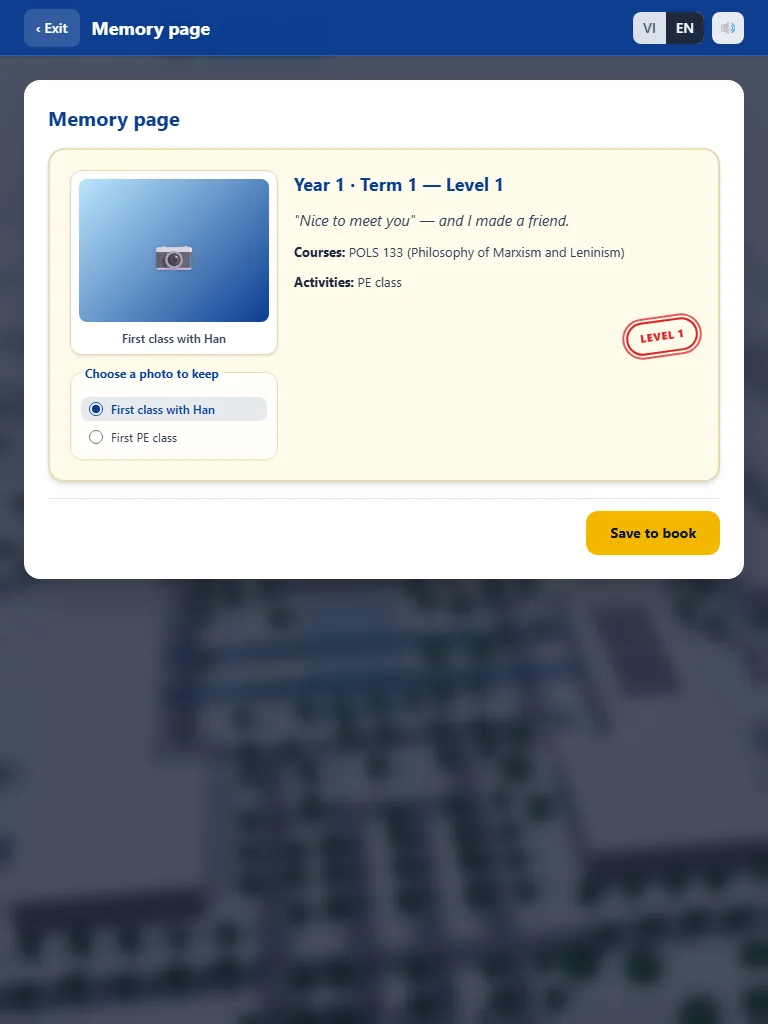 ‹ Exit
Memory page
VI
EN
Memory page
First class with Han
Choose a photo to keep
First class with Han
First PE class
Year 1 · Term 1 — Level 1
"Nice to meet you" — and I made a friend.
Courses: POLS 133 (Philosophy of Marxism and Leninism)
Activities: PE class
LEVEL 1
Save to book